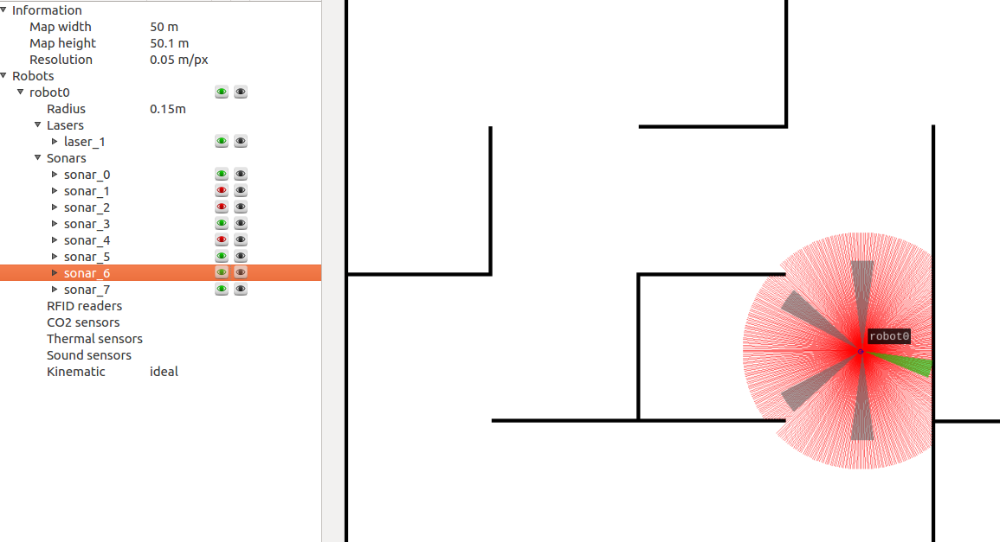 Information
Map width 50 m
Map height 50.1 m
Resolution 0.05 m/px
Robots
robot0
Radius 0.15m
Lasers
laser_1
Sonars
sonar_0
sonar_1
sonar_2
sonar_3
sonar_4
sonar_5
sonar_6
sonar_7
RFID readers
CO2 sensors
Thermal sensors
Sound sensors
Kinematic ideal
robot0